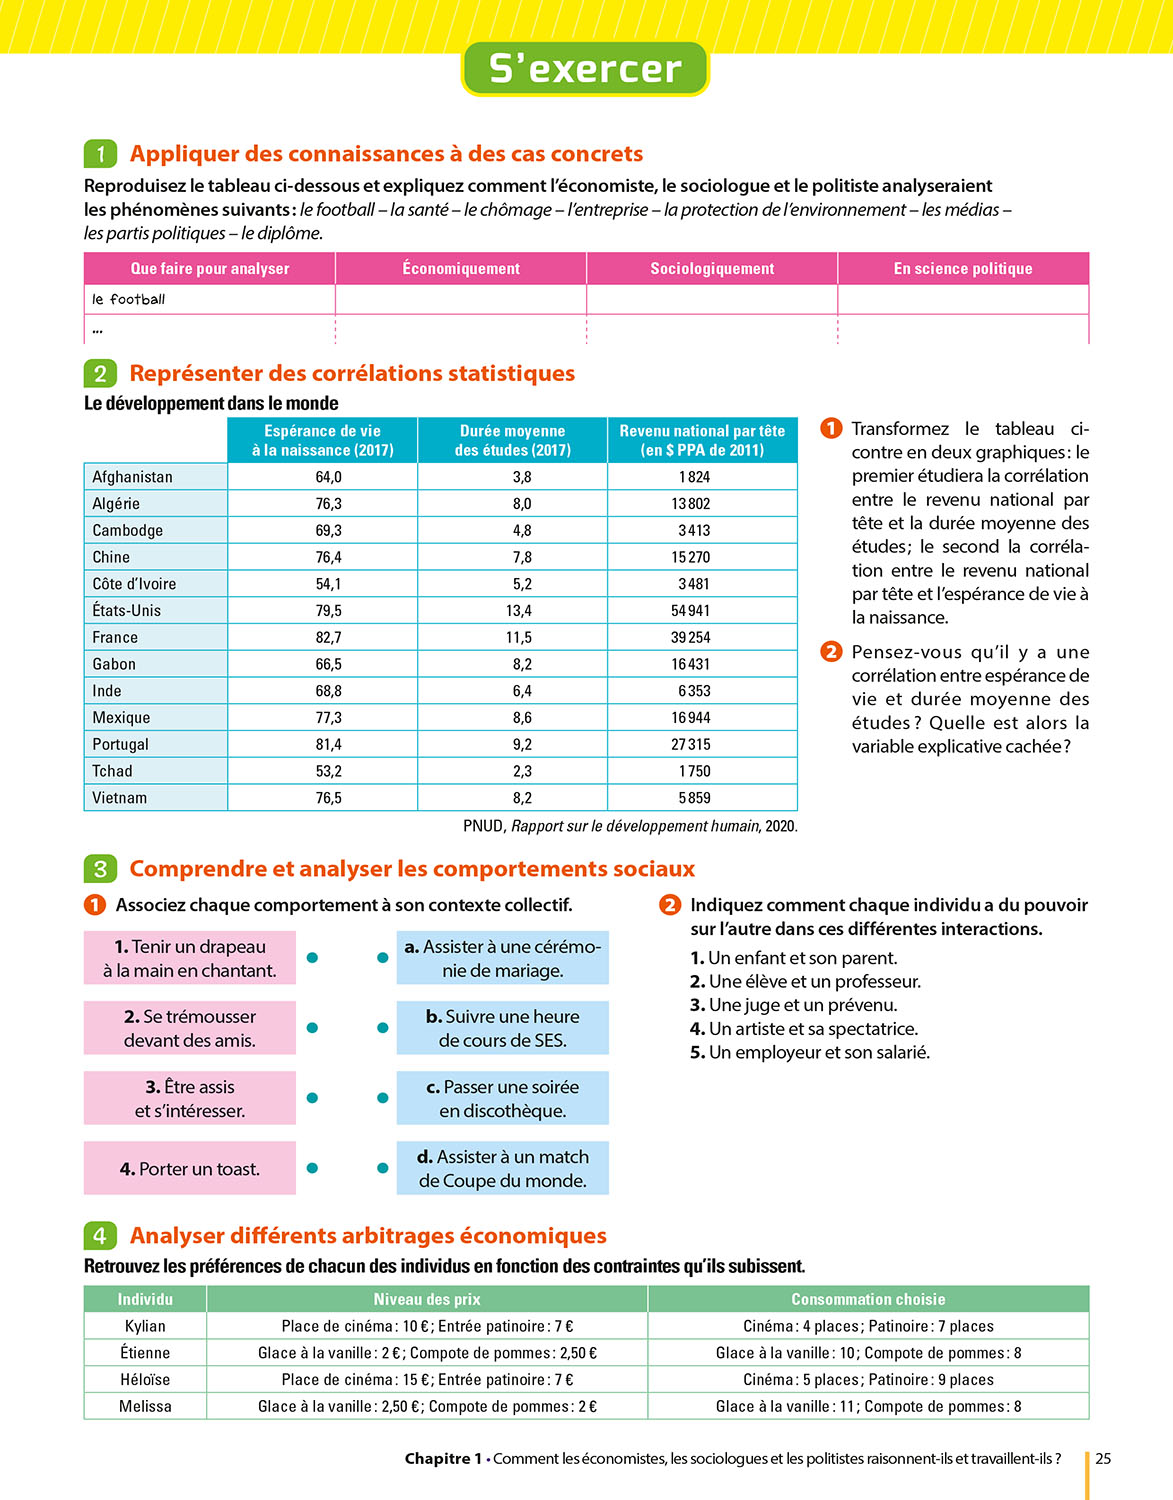 S'exercer
1 Appliquer des connaissances à des cas concrets
Reproduisez le tableau ci-dessous et expliquez comment l'économiste, le sociologue et le politiste analyseraient
les phénomènes suivants : le football – la santé – le chômage – l'entreprise – la protection de l'environnement – les médias –
les partis politiques – le diplôme.
Que faire pour analyser Économiquement Sociologiquement En science politique
le football
...
2 Représenter des corrélations statistiques
Le développement dans le monde
Espérance de vie à la naissance (2017) Durée moyenne des études (2017) Revenu national par tête (en $ PPA de 2011)
Afghanistan 64,0 3,8 1 824
Algérie 76,3 8,0 13 802
Cambodge 69,3 4,8 3 413
Chine 76,4 7,8 15 270
Côte d'Ivoire 54,1 5,2 3 481
États-Unis 79,5 13,4 54 941
France 82,7 11,5 39 254
Gabon 66,5 8,2 16 431
Inde 68,8 6,4 6 353
Mexique 77,3 8,6 16 944
Portugal 81,4 9,2 27 315
Tchad 53,2 2,3 1 750
Vietnam 76,5 8,2 5 859
PNUD, Rapport sur le développement humain, 2020.
1 Transformez le tableau ci-
contre en deux graphiques : le
premier étudiera la corrélation
entre le revenu national par
tête et la durée moyenne des
études ; le second la corréla-
tion entre le revenu national
par tête et l'espérance de vie à
la naissance.
2 Pensez-vous qu'il y a une
corrélation entre espérance de
vie et durée moyenne des
études ? Quelle est alors la
variable explicative cachée ?
3 Comprendre et analyser les comportements sociaux
1 Associez chaque comportement à son contexte collectif.
1. Tenir un drapeau
à la main en chantant.
a. Assister à une cérémo-
nie de mariage.
2. Se trémousser
devant des amis.
b. Suivre une heure
de cours de SES.
3. Être assis
et s'intéresser.
c. Passer une soirée
en discothèque.
4. Porter un toast.
d. Assister à un match
de Coupe du monde.
2 Indiquez comment chaque individu a du pouvoir
sur l'autre dans ces différentes interactions.
1. Un enfant et son parent.
2. Une élève et un professeur.
3. Une juge et un prévenu.
4. Un artiste et sa spectatrice.
5. Un employeur et son salarié.
4 Analyser différents arbitrages économiques
Retrouvez les préférences de chacun des individus en fonction des contraintes qu'ils subissent.
Individu Niveau des prix Consommation choisie
Kylian Place de cinéma : 10 € ; Entrée patinoire : 7 € Cinéma : 4 places ; Patinoire : 7 places
Étienne Glace à la vanille : 2 € ; Compote de pommes : 2,50 € Glace à la vanille : 10 ; Compote de pommes : 8
Héloïse Place de cinéma : 15 € ; Entrée patinoire : 7 € Cinéma : 5 places ; Patinoire : 9 places
Melissa Glace à la vanille : 2,50 € ; Compote de pommes : 2 € Glace à la vanille : 11 ; Compote de pommes : 8
Chapitre 1 • Comment les économistes, les sociologues et les politistes raisonnent-ils et travaillent-ils ? 25